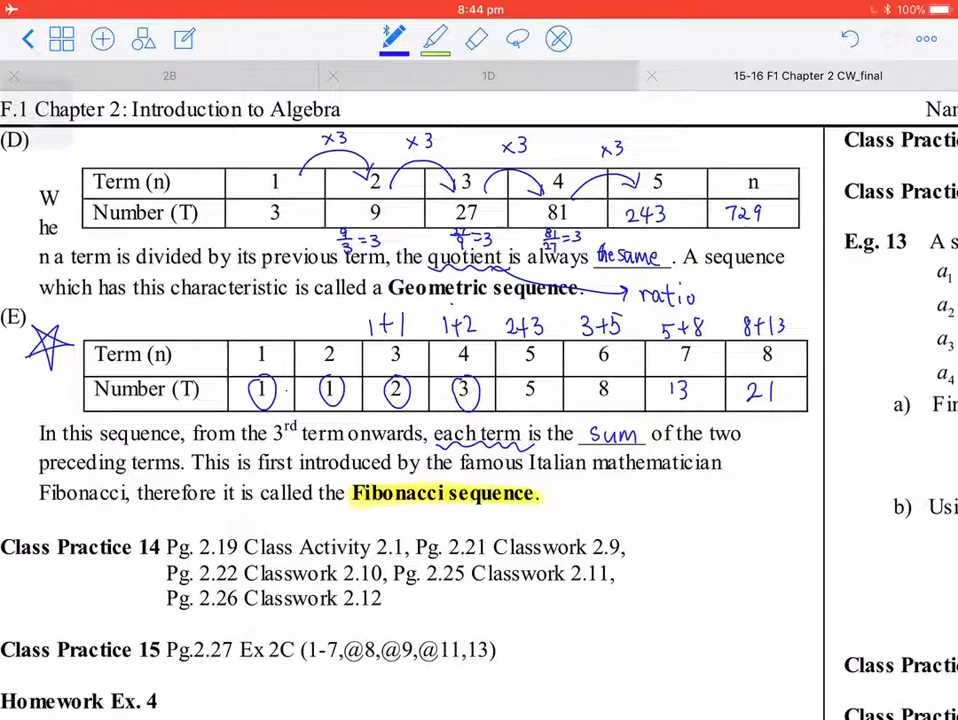 8:44 pm
100%
2B
1D
15-16 F1 Chapter 2 CW_final
F.1 Chapter 2: Introduction to Algebra
Nar
(D)
×3 ×3 ×3 ×3
Term (n) 1 2 3 4 5 n
Number (T) 3 9 27 81 243 729
W
he
9/3 = 3 27/9 = 3 81/27 = 3
n a term is divided by its previous term, the quotient is always the same. A sequence
which has this characteristic is called a Geometric sequence.
ratio
(E)
1+1 1+2 2+3 3+5 5+8 8+13
Term (n) 1 2 3 4 5 6 7 8
Number (T) 1 1 2 3 5 8 13 21
In this sequence, from the 3rd term onwards, each term is the sum of the two
preceding terms. This is first introduced by the famous Italian mathematician
Fibonacci, therefore it is called the Fibonacci sequence.
Class Practice 14 Pg. 2.19 Class Activity 2.1, Pg. 2.21 Classwork 2.9,
Pg. 2.22 Classwork 2.10, Pg. 2.25 Classwork 2.11,
Pg. 2.26 Classwork 2.12
Class Practice 15 Pg.2.27 Ex 2C (1-7,@8,@9,@11,13)
Homework Ex. 4
Class Practi
Class Practi
E.g. 13 A s
a1
a2
a3
a4
a) Fir
b) Usi
Class Practi
Class Practi